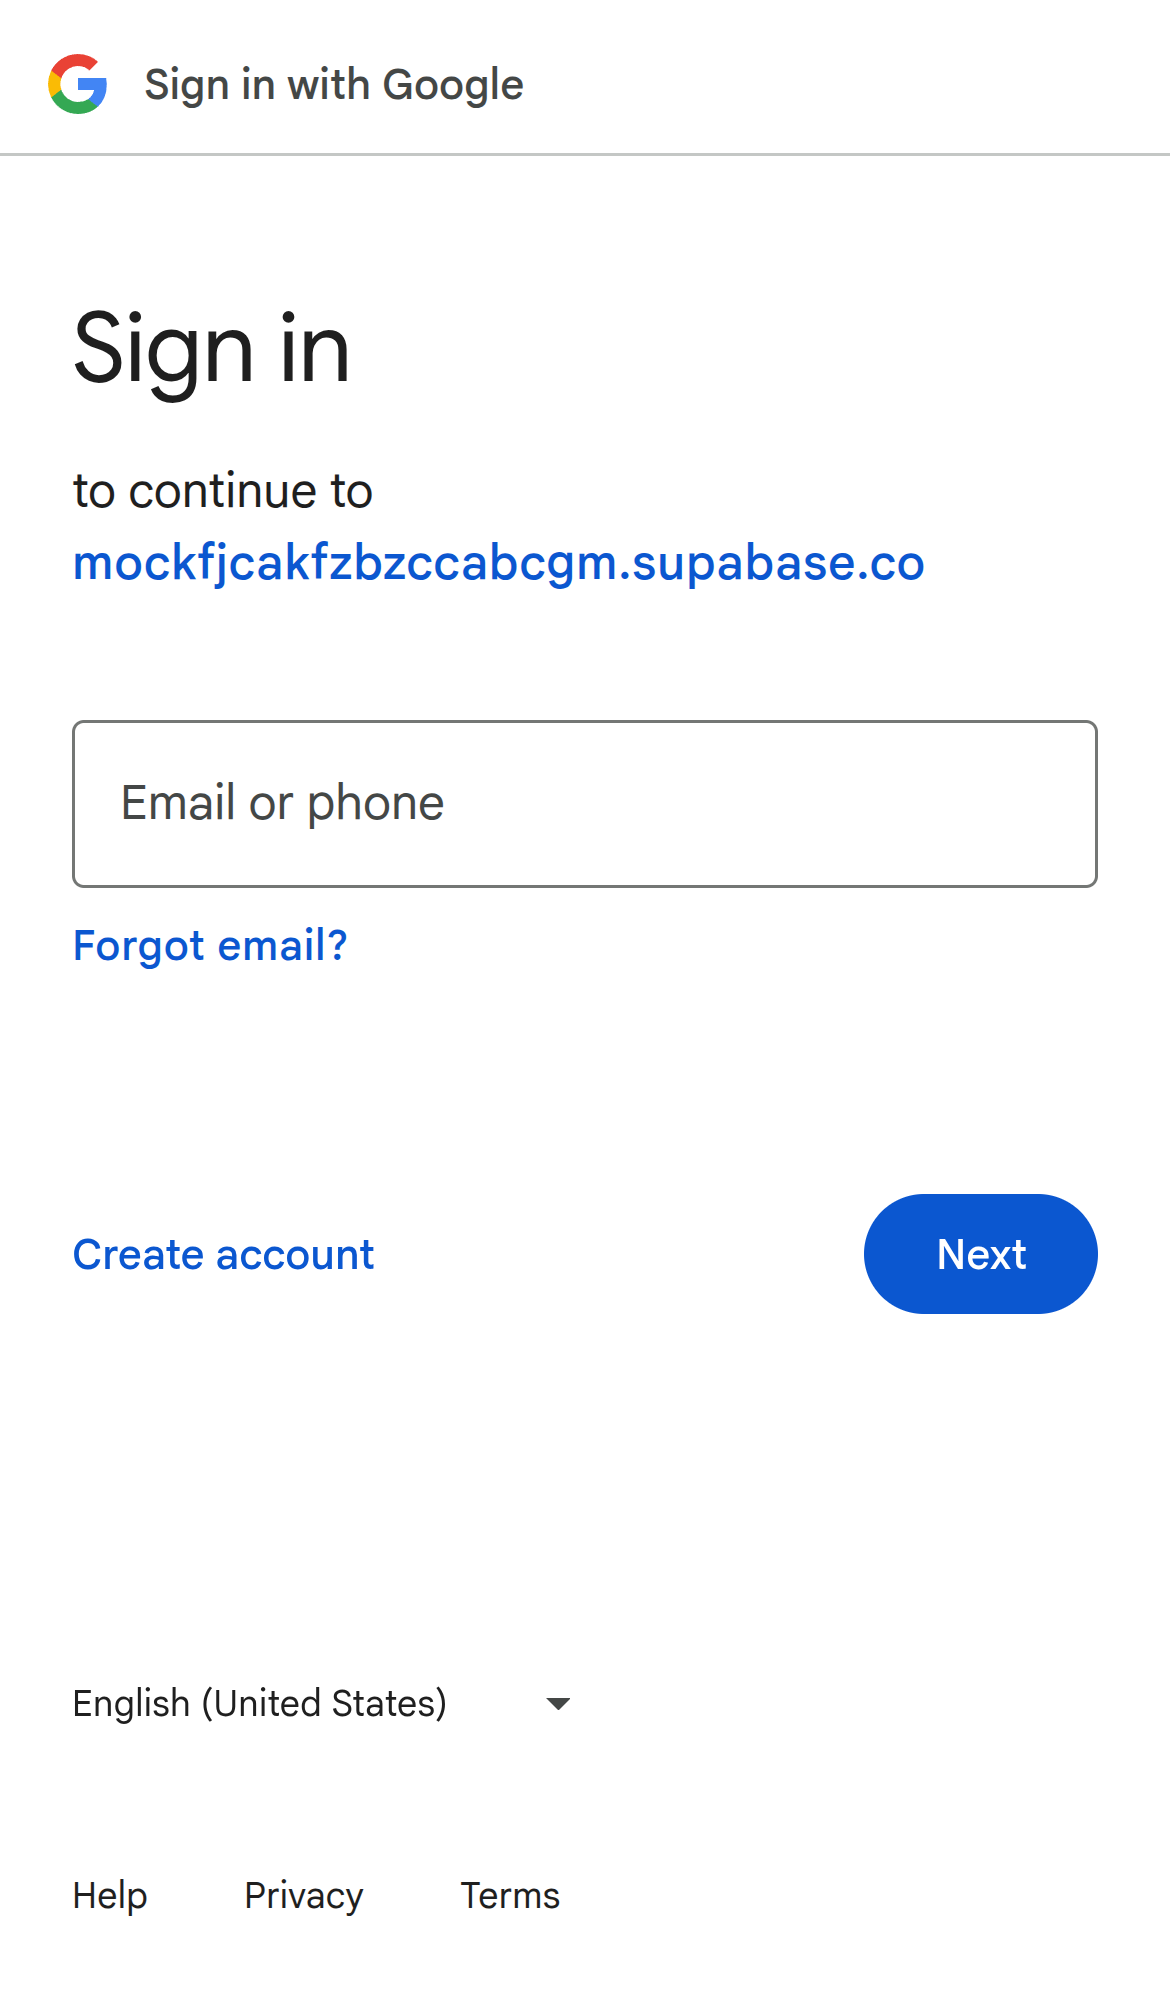 Sign in with Google
Sign in
to continue to
mockfjcakfzbzccabcgm.supabase.co
Email or phone
Forgot email?
Create account
Next
English (United States)
Help
Privacy
Terms